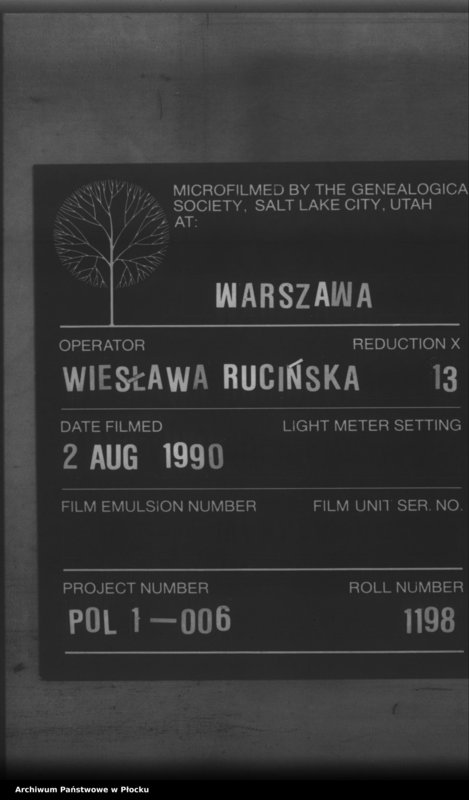 MICROFILMED BY THE GENEALOGICA
SOCIETY, SALT LAKE CITY, UTAH
AT:
WARSZAWA
OPERATOR REDUCTION X
WIESŁAWA RUCIŃSKA 13
DATE FILMED LIGHT METER SETTING
2 AUG 1990
FILM EMULSION NUMBER FILM UNIT SER. NO.
PROJECT NUMBER ROLL NUMBER
POL 1—006 1198
Archiwum Państwowe w Płocku